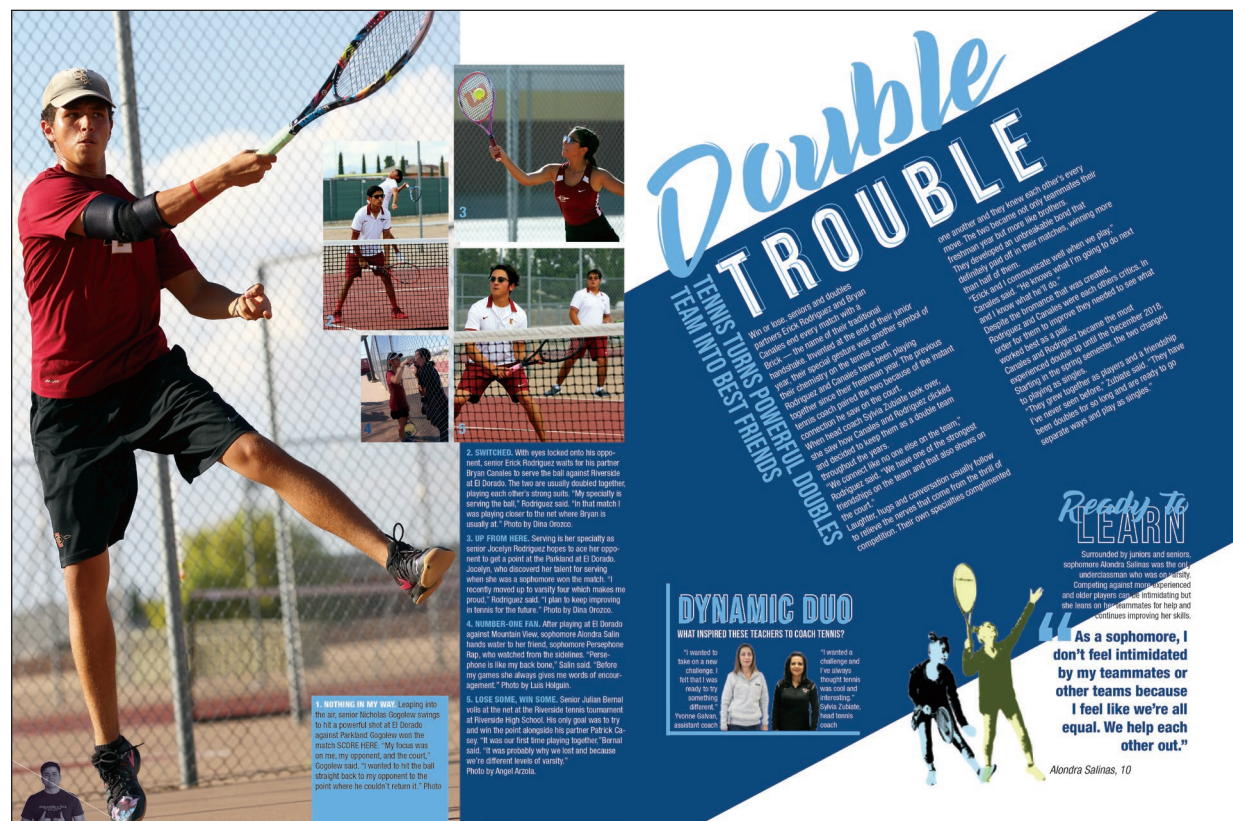 Double
TROUBLE
TENNIS TURNS POWERFUL DOUBLES
TEAM INTO BEST FRIENDS
Win or lose, seniors and doubles
partners Erick Rodriguez and Bryan
Canales end every match with a
Brick — the name of their traditional
handshake. Invented at the end of their junior
year, their special gesture was another symbol of
their chemistry on the tennis court.
Rodriguez and Canales have been playing
together since their freshman year. The previous
tennis coach paired the two because of the instant
connection he saw on the court.
When head coach Sylvia Zubiate took over,
she saw how Canales and Rodriguez clicked
and decided to keep them as a double team
throughout the years.
"We connect like no one else on the team,"
Rodriguez said. "We have one of the strongest
friendships on the team and that also shows on
the court."
Laughter, hugs and conversation usually follow
to relieve the nerves that come from the thrill of
competition. Their own specialties complimented
one another and they knew each other's every
move. The two became not only teammates their
freshman year but more like brothers.
They developed an unbreakable bond that
definitely paid off in their matches, winning more
than half of them.
"Erick and I communicate well when we play,"
Canales said. "He knows what I'm going to do next
and I know what he'll do."
Despite the bromance that was created,
Rodriguez and Canales were each others critics. In
order for them to improve they needed to see what
worked best as a pair.
Canales and Rodriguez became the most
experienced double up until the December 2018.
Starting in the spring semester, the two changed
to playing as singles.
"They grew together as players and a friendship
I've never seen before," Zubiate said. "They have
been doubles for so long and are ready to go
separate ways and play as singles."
3
2
4
5
2. SWITCHED. With eyes locked onto his oppo-
nent, senior Erick Rodriguez waits for his partner
Bryan Canales to serve the ball against Riverside
at El Dorado. The two are usually doubled together,
playing each other's strong suits. "My specialty is
serving the ball," Rodriguez said. "In that match I
was playing closer to the net where Bryan is
usually at." Photo by Dina Orozco.
3. UP FROM HERE. Serving is her specialty as
senior Jocelyn Rodriguez hopes to ace her oppo-
nent to get a point at the Parkland at El Dorado.
Jocelyn, who discoverd her talent for serving
when she was a sophomore won the match. "I
recently moved up to varsity four which makes me
proud," Rodriguez said. "I plan to keep improving
in tennis for the future." Photo by Dina Orozco.
4. NUMBER-ONE FAN. After playing at El Dorado
against Mountain View, sophomore Alondra Salin
hands water to her friend, sophomore Persephone
Rap, who watched from the sidelines. "Perse-
phone is like my back bone," Salin said. "Before
my games she always gives me words of encour-
agement." Photo by Luis Holguin.
5. LOSE SOME, WIN SOME. Senior Julian Bernal
volls at the net at the Riverside tennis tournament
at Riverside High School. His only goal was to try
and win the point alongside his partner Patrick Ca-
sey. "It was our first time playing together,"Bernal
said. "It was probably why we lost and because
we're different levels of varsity."
Photo by Angel Arzola.
1. NOTHING IN MY WAY. Leaping into
the air, senior Nicholas Gogolew swings
to hit a powerful shot at El Dorado
against Parkland Gogolew won the
match SCORE HERE. "My focus was
on me, my opponent, and the court,"
Gogolew said. "I wanted to hit the ball
straight back to my opponent to the
point where he couldn't return it." Photo
DYNAMIC DUO
WHAT INSPIRED THESE TEACHERS TO COACH TENNIS?
"I wanted to
take on a new
challenge. I
felt that I was
ready to try
something
different."
Yvonne Galvan,
assistant coach
"I wanted a
challenge and
I've always
thought tennis
was cool and
interesting."
Sylvia Zubiate,
head tennis
coach
Ready to
LEARN
Surrounded by juniors and seniors,
sophomore Alondra Salinas was the only
underclassman who was on varsity.
Competing against more experienced
and older players can be intimidating but
she leans on her teammates for help and
continues improving her skills.
“ As a sophomore, I
don't feel intimidated
by my teammates or
other teams because
I feel like we're all
equal. We help each
other out."
Alondra Salinas, 10